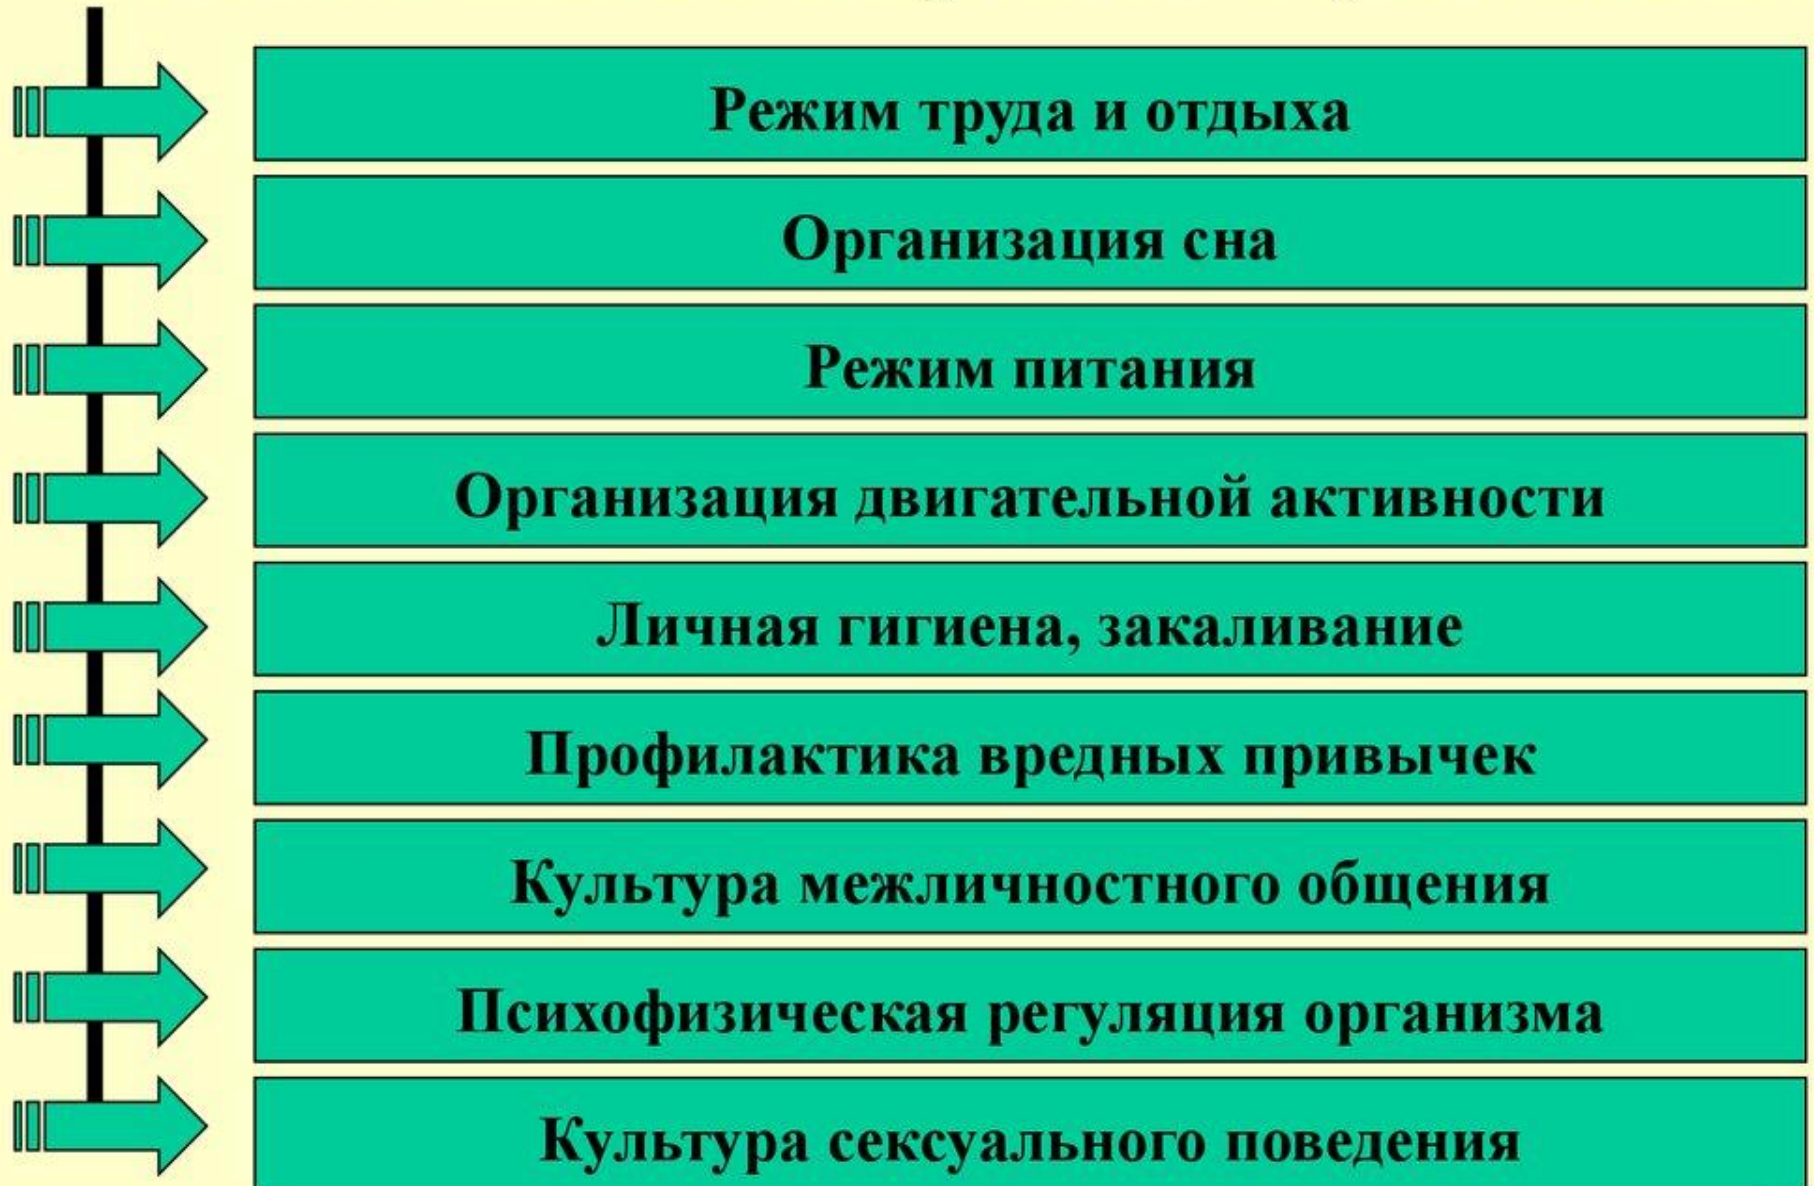 Режим труда и отдыха
Организация сна
Режим питания
Организация двигательной активности
Личная гигиена, закаливание
Профилактика вредных привычек
Культура межличностного общения
Психофизическая регуляция организма
Культура сексуального поведения